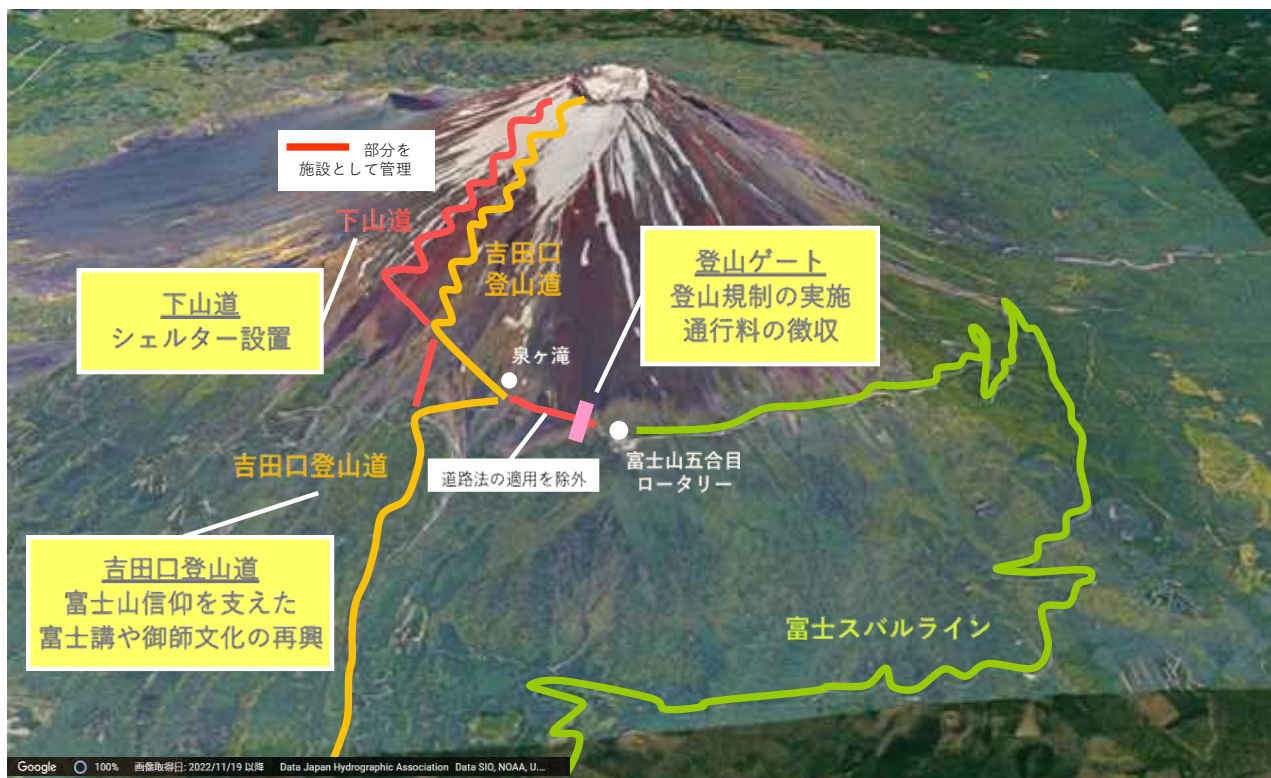 部分を
施設として管理
下山道
吉田口
登山道
登山ゲート
登山規制の実施
通行料の徴収
下山道
シェルター設置
泉ヶ滝
吉田口登山道
道路法の適用を除外
富士山五合目
ロータリー
吉田口登山道
富士山信仰を支えた
富士講や御師文化の再興
富士スバルライン
Google 100% 画像取得日: 2022/11/19 以降 Data Japan Hydrographic Association Data SIO, NOAA, U....